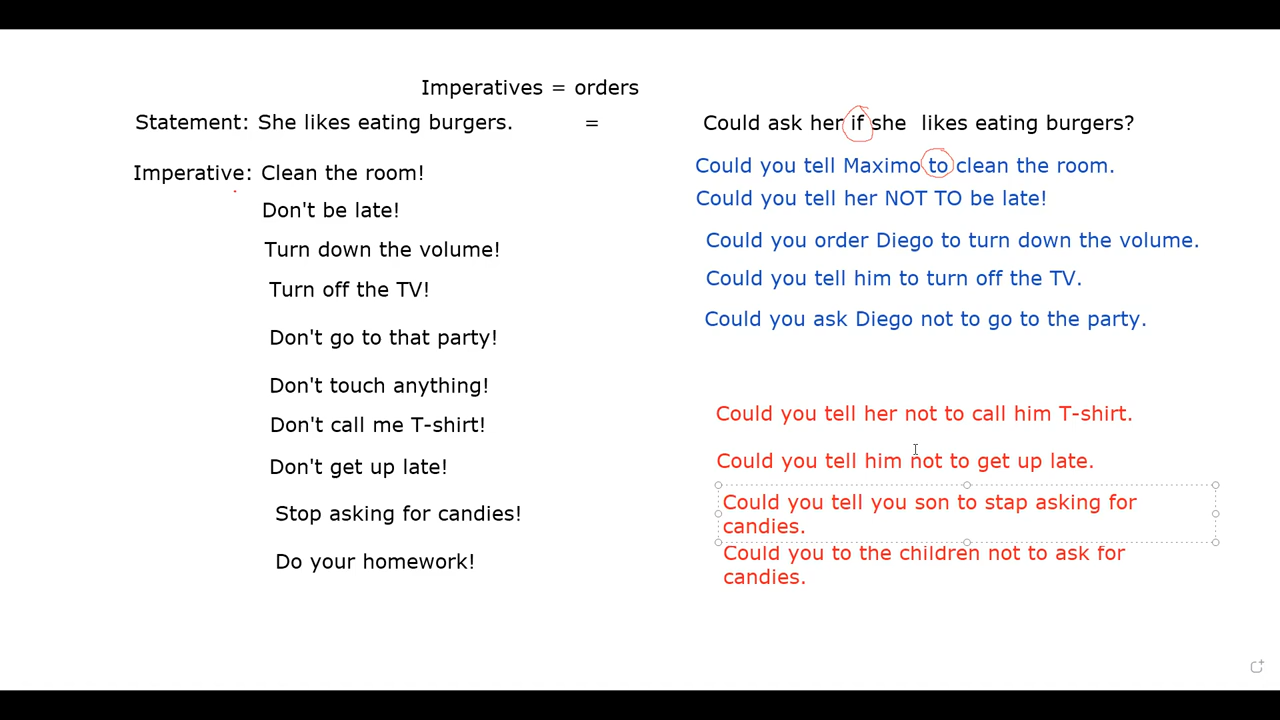 Imperatives = orders
Statement: She likes eating burgers. = Could ask her if she likes eating burgers?
Imperative: Clean the room! Could you tell Maximo to clean the room.
Don't be late! Could you tell her NOT TO be late!
Turn down the volume! Could you order Diego to turn down the volume.
Turn off the TV! Could you tell him to turn off the TV.
Don't go to that party! Could you ask Diego not to go to the party.
Don't touch anything!
Don't call me T-shirt! Could you tell her not to call him T-shirt.
Don't get up late! Could you tell him not to get up late.
Stop asking for candies! Could you tell you son to stap asking for
candies.
Do your homework! Could you to the children not to ask for
candies.